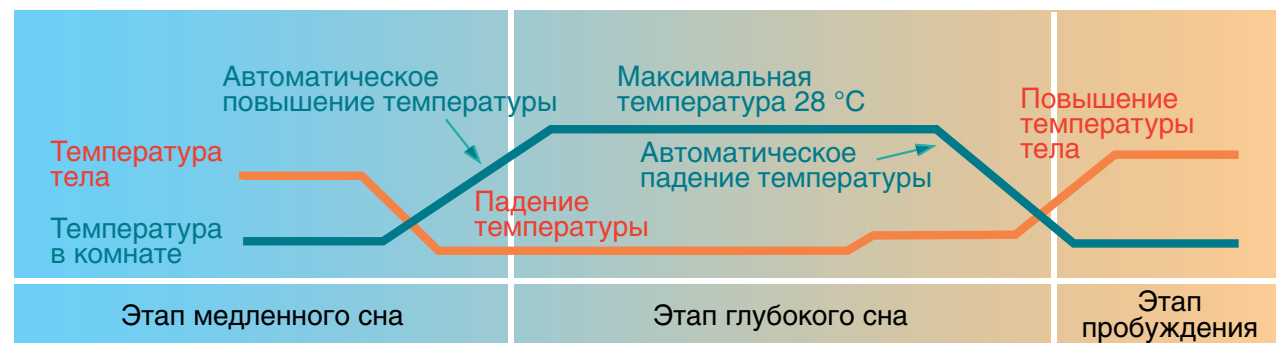 Автоматическое
повышение температуры
Максимальная
температура 28 °C
Повышение
температуры
тела
Температура
тела
Автоматическое
падение температуры
Падение
температуры
Температура
в комнате
Этап медленного сна
Этап глубокого сна
Этап
пробуждения